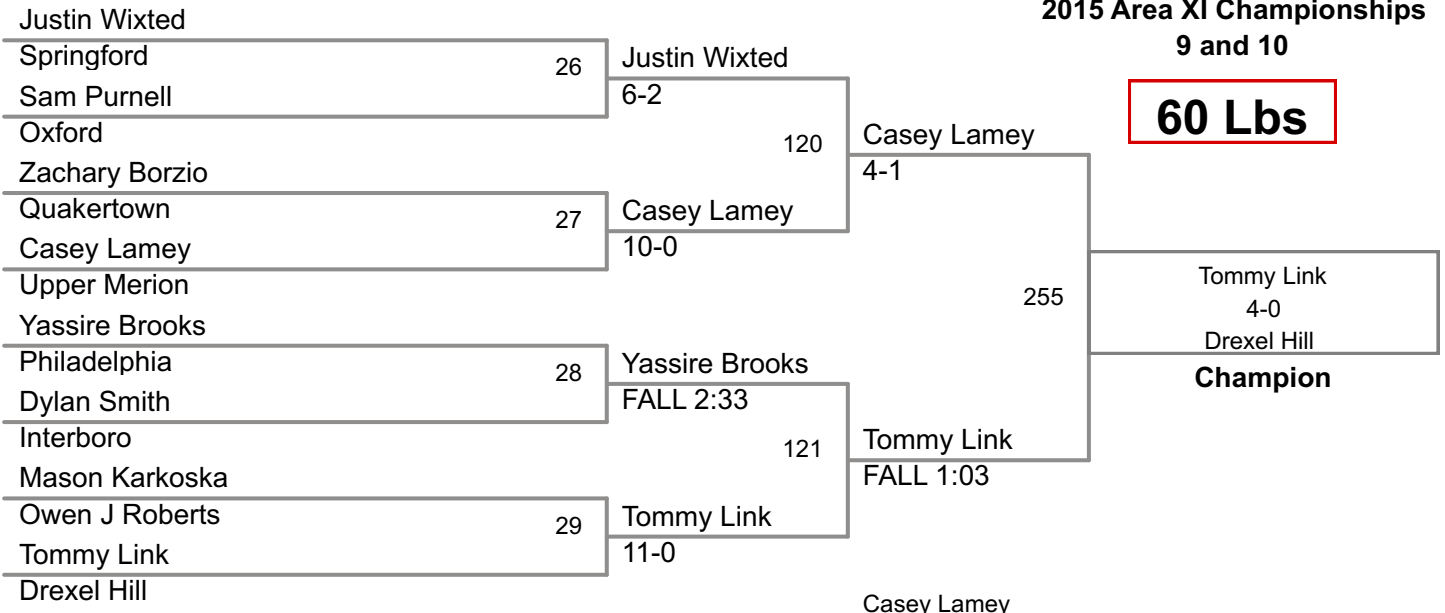 2015 Area XI Championships
9 and 10
60 Lbs
Justin Wixted
Springford
Sam Purnell
Oxford
Zachary Borzio
Quakertown
Casey Lamey
Upper Merion
Yassire Brooks
Philadelphia
Dylan Smith
Interboro
Mason Karkoska
Owen J Roberts
Tommy Link
Drexel Hill
26
27
28
29
Justin Wixted
6-2
Casey Lamey
10-0
Yassire Brooks
FALL 2:33
Tommy Link
11-0
120
121
Casey Lamey
4-1
Tommy Link
FALL 1:03
255
Tommy Link
4-0
Drexel Hill
Champion
Casey Lamey